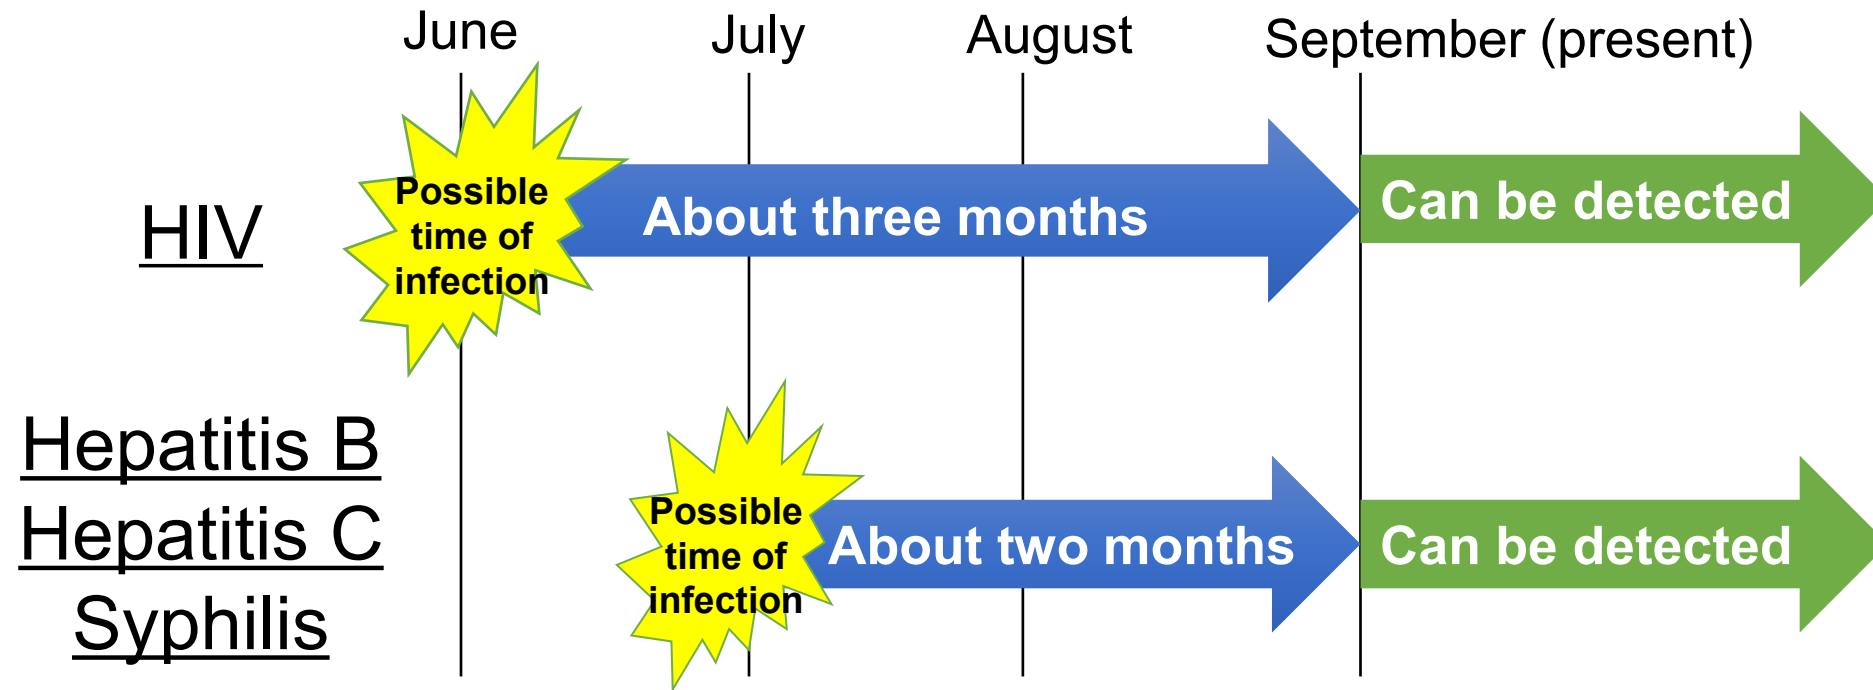 June
July
August
September (present)
HIV
Possible
time of
infection
About three months
Can be detected
Hepatitis B
Hepatitis C
Syphilis
Possible
time of
infection
About two months
Can be detected